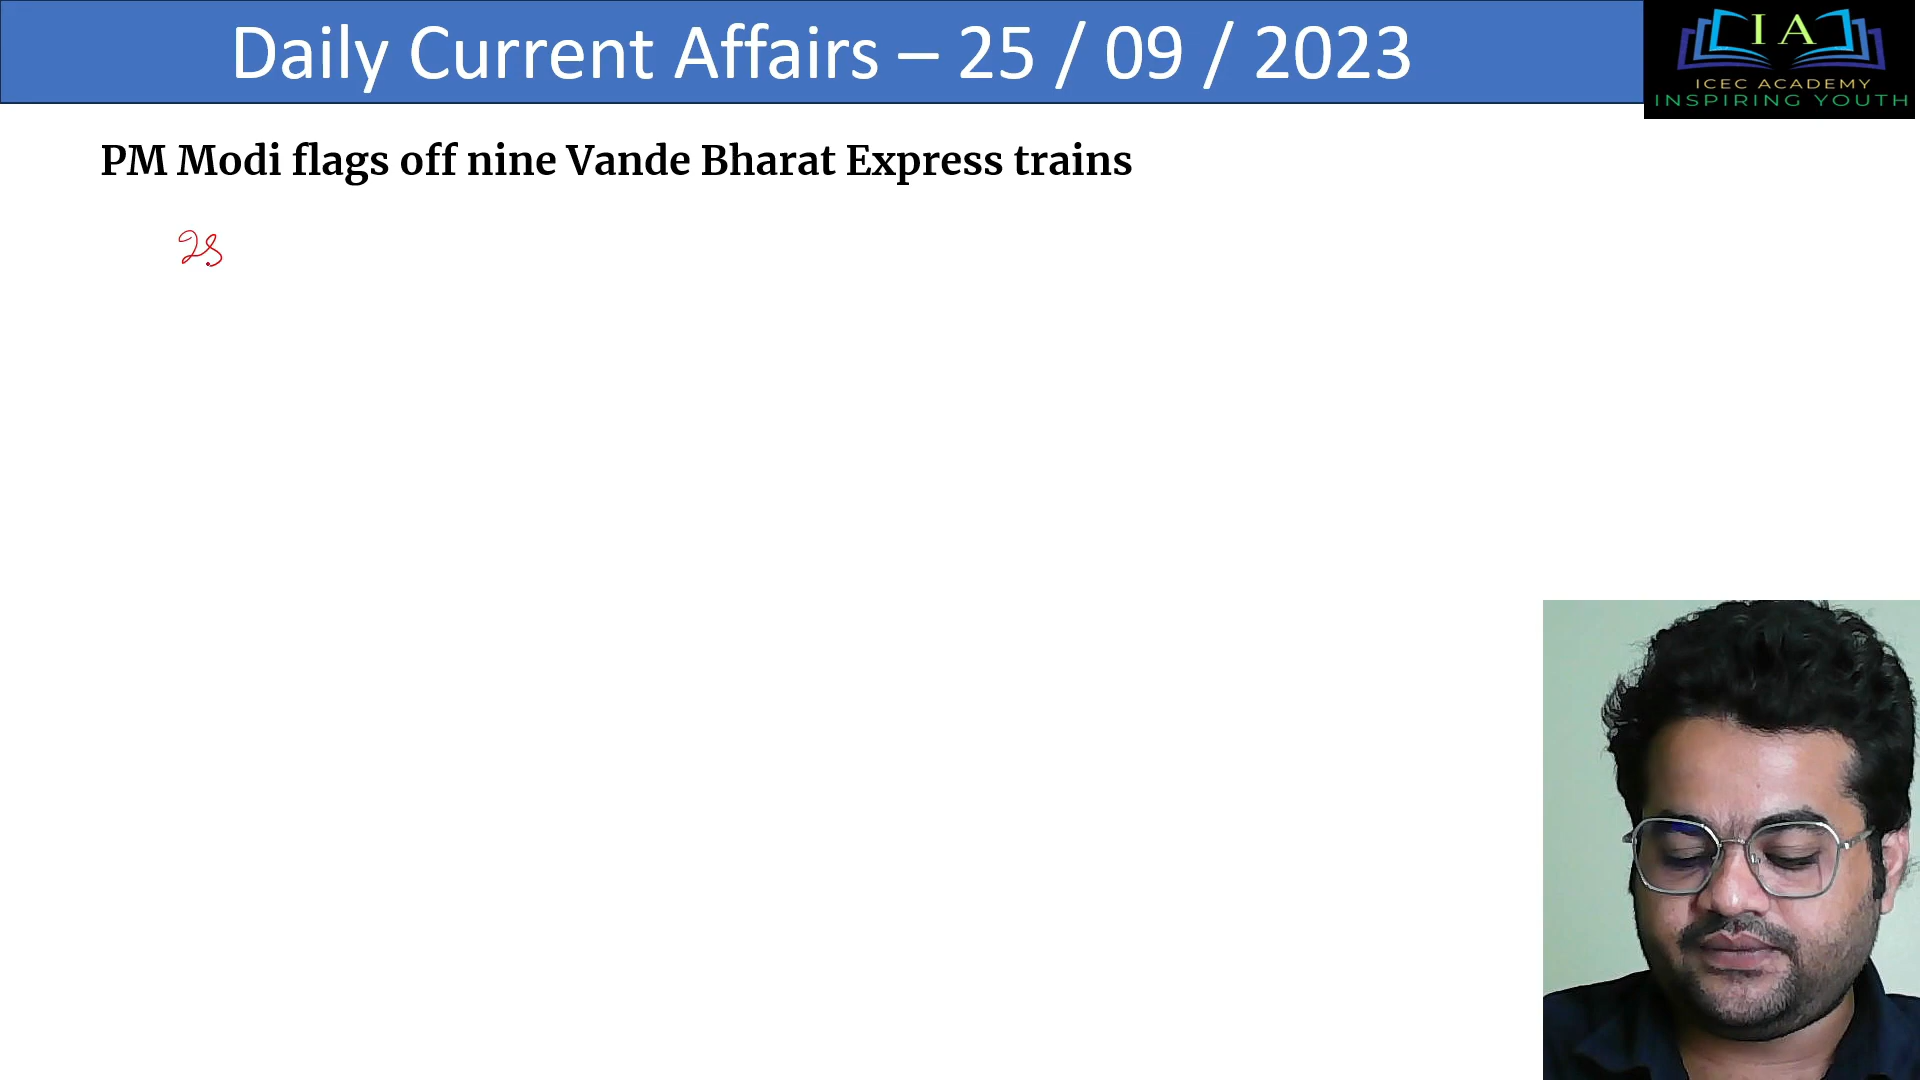 Daily Current Affairs – 25 / 09 / 2023
IA
ICEC ACADEMY
INSPIRING YOUTH
PM Modi flags off nine Vande Bharat Express trains